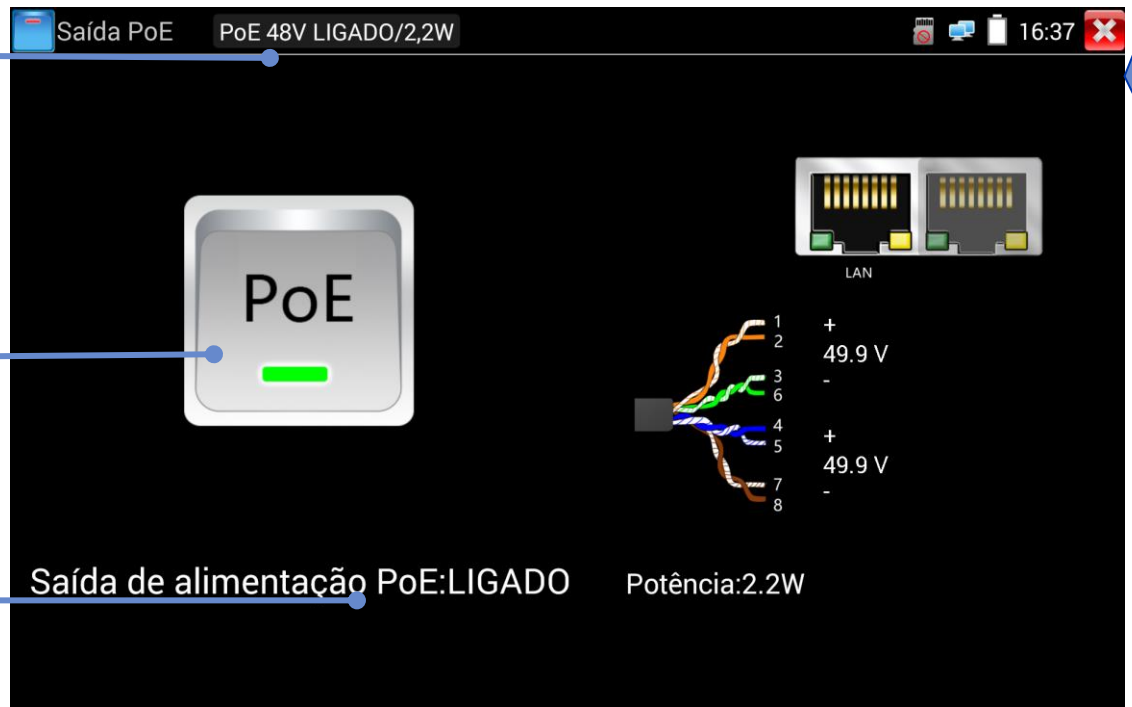 Saída PoE PoE 48V LIGADO/2,2W 16:37
PoE
LAN
1 +
2
49.9 V
3 -
6
4 +
5
49.9 V
7 -
8
Saída de alimentação PoE:LIGADO Potência:2.2W